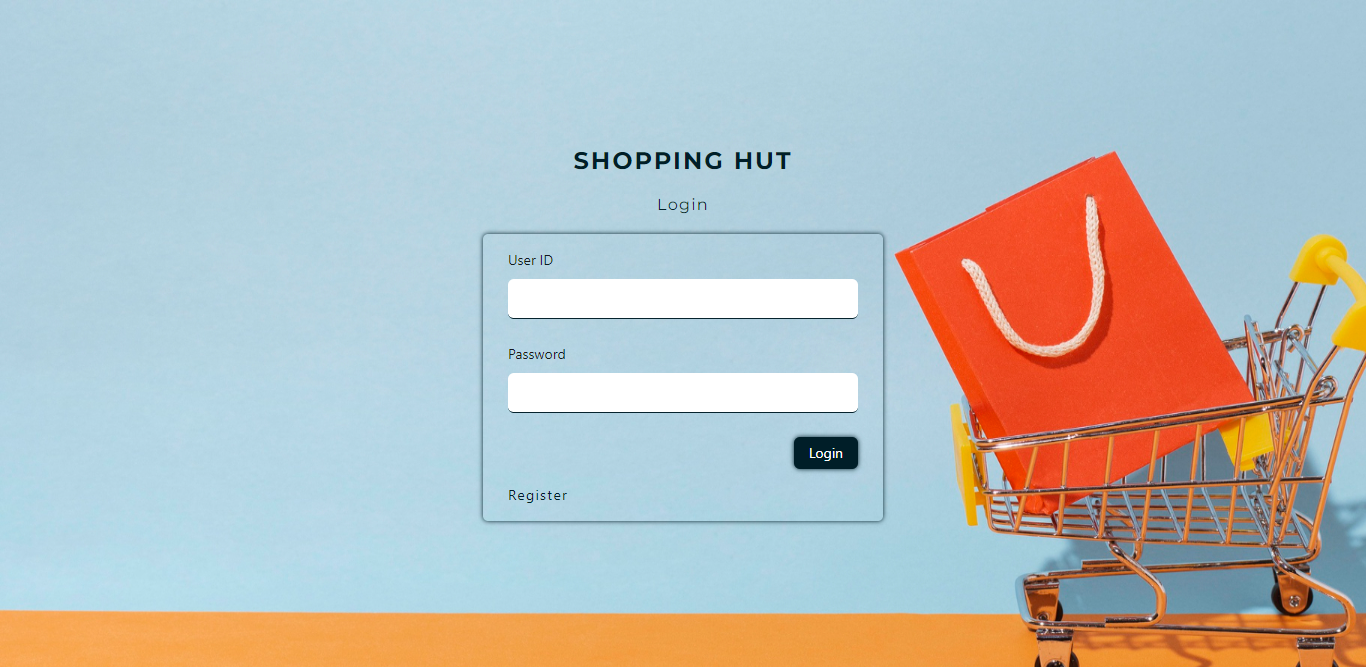 SHOPPING HUT
Login
User ID
Password
Login
Register